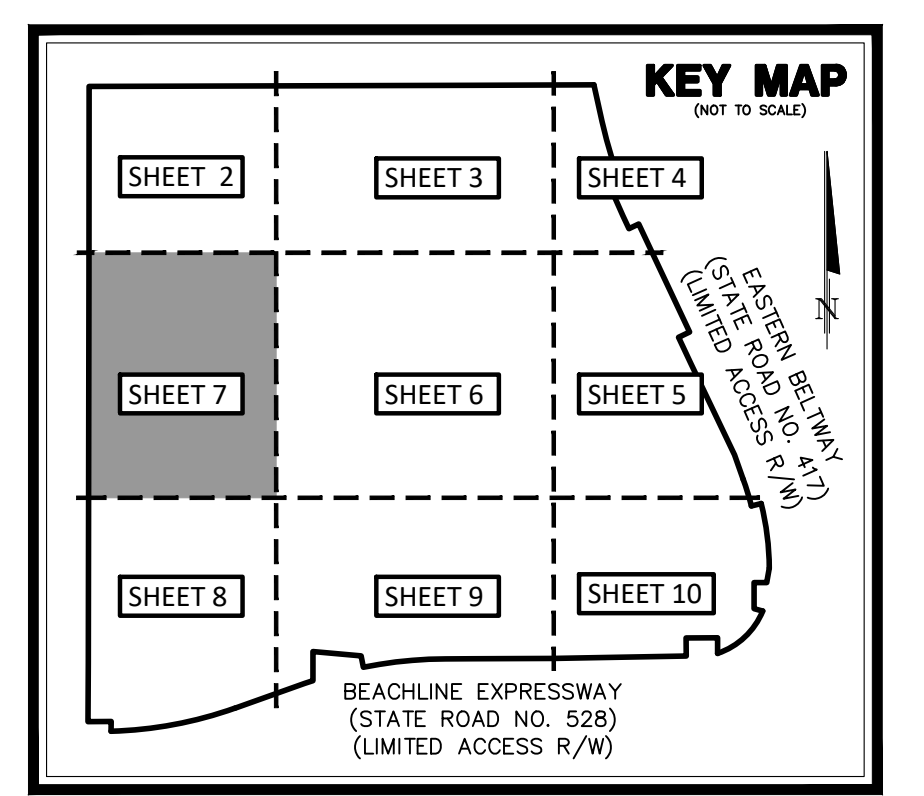 KEY MAP
(NOT TO SCALE)
SHEET 2
SHEET 3
SHEET 4
N
EASTERN BELTWAY
(STATE ROAD NO. 417)
(LIMITED ACCESS R/W)
SHEET 7
SHEET 6
SHEET 5
SHEET 8
SHEET 9
SHEET 10
BEACHLINE EXPRESSWAY
(STATE ROAD NO. 528)
(LIMITED ACCESS R/W)